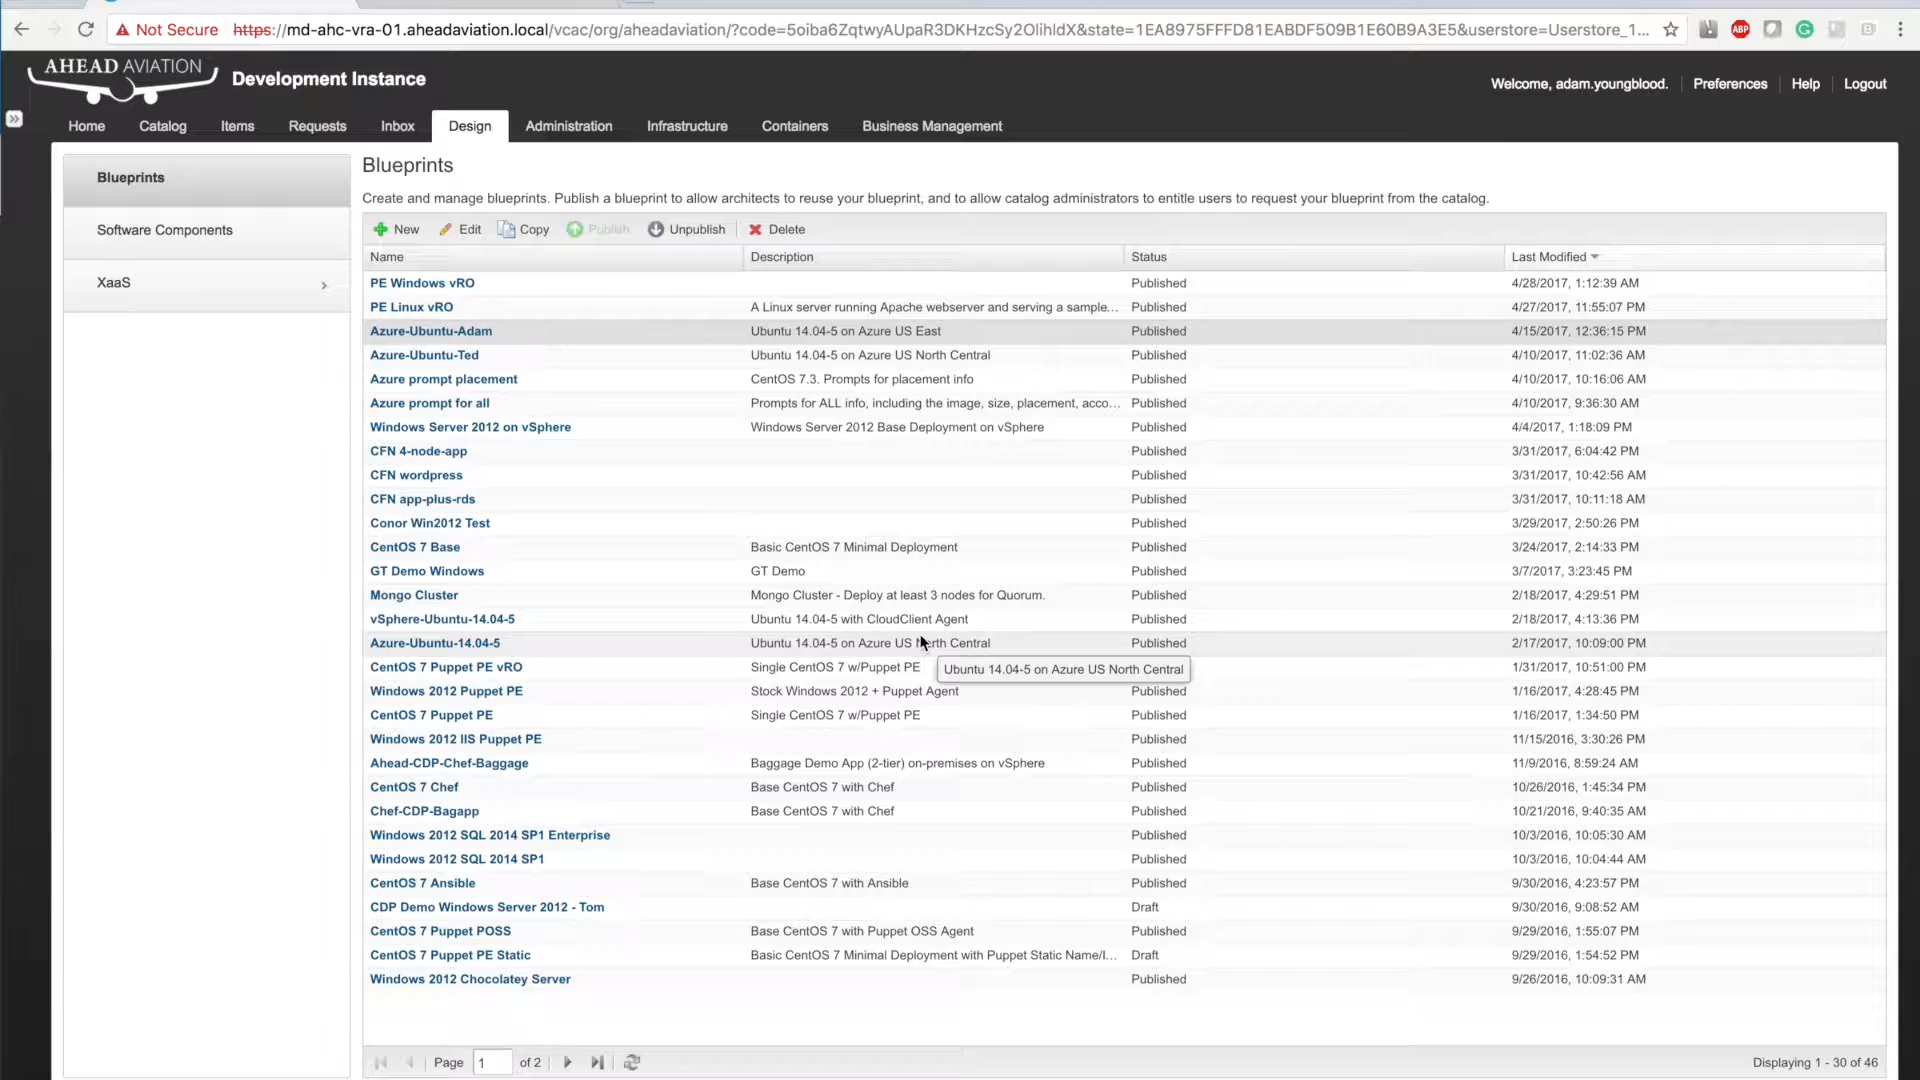 Not Secure https://md-ahc-vra-01.aheadaviation.local/vcac/org/aheadaviation/?code=5oiba6ZqtwyAUpaR3DKHzcSy2OlihldX&state=1EA8975FFFD81EABDF509B1E60B9A3E5&userstore=Userstore_1...
ABP
AHEAD AVIATION Development Instance
Welcome, adam.youngblood. Preferences Help Logout
Home Catalog Items Requests Inbox Design Administration Infrastructure Containers Business Management
Blueprints
Software Components
XaaS
Blueprints
Create and manage blueprints. Publish a blueprint to allow architects to reuse your blueprint, and to allow catalog administrators to entitle users to request your blueprint from the catalog.
New Edit Copy Publish Unpublish Delete
Name Description Status Last Modified
PE Windows vRO Published 4/28/2017, 1:12:39 AM
PE Linux vRO A Linux server running Apache webserver and serving a sample... Published 4/27/2017, 11:55:07 PM
Azure-Ubuntu-Adam Ubuntu 14.04-5 on Azure US East Published 4/15/2017, 12:36:15 PM
Azure-Ubuntu-Ted Ubuntu 14.04-5 on Azure US North Central Published 4/10/2017, 11:02:36 AM
Azure prompt placement CentOS 7.3. Prompts for placement info Published 4/10/2017, 10:16:06 AM
Azure prompt for all Prompts for ALL info, including the image, size, placement, acco... Published 4/10/2017, 9:36:30 AM
Windows Server 2012 on vSphere Windows Server 2012 Base Deployment on vSphere Published 4/4/2017, 1:18:09 PM
CFN 4-node-app Published 3/31/2017, 6:04:42 PM
CFN wordpress Published 3/31/2017, 10:42:56 AM
CFN app-plus-rds Published 3/31/2017, 10:11:18 AM
Conor Win2012 Test Published 3/29/2017, 2:50:26 PM
CentOS 7 Base Basic CentOS 7 Minimal Deployment Published 3/24/2017, 2:14:33 PM
GT Demo Windows GT Demo Published 3/7/2017, 3:23:45 PM
Mongo Cluster Mongo Cluster - Deploy at least 3 nodes for Quorum. Published 2/18/2017, 4:29:51 PM
vSphere-Ubuntu-14.04-5 Ubuntu 14.04-5 with CloudClient Agent Published 2/18/2017, 4:13:36 PM
Azure-Ubuntu-14.04-5 Ubuntu 14.04-5 on Azure US North Central Published 2/17/2017, 10:09:00 PM
CentOS 7 Puppet PE vRO Single CentOS 7 w/Puppet PE 1/31/2017, 10:51:00 PM
Ubuntu 14.04-5 on Azure US North Central
Windows 2012 Puppet PE Stock Windows 2012 + Puppet Agent Published 1/16/2017, 4:28:45 PM
CentOS 7 Puppet PE Single CentOS 7 w/Puppet PE Published 1/16/2017, 1:34:50 PM
Windows 2012 IIS Puppet PE Published 11/15/2016, 3:30:26 PM
Ahead-CDP-Chef-Baggage Baggage Demo App (2-tier) on-premises on vSphere Published 11/9/2016, 8:59:24 AM
CentOS 7 Chef Base CentOS 7 with Chef Published 10/26/2016, 1:45:34 PM
Chef-CDP-Bagapp Base CentOS 7 with Chef Published 10/21/2016, 9:40:35 AM
Windows 2012 SQL 2014 SP1 Enterprise Published 10/3/2016, 10:05:30 AM
Windows 2012 SQL 2014 SP1 Published 10/3/2016, 10:04:44 AM
CentOS 7 Ansible Base CentOS 7 with Ansible Published 9/30/2016, 4:23:57 PM
CDP Demo Windows Server 2012 - Tom Draft 9/30/2016, 9:08:52 AM
CentOS 7 Puppet POSS Base CentOS 7 with Puppet OSS Agent Published 9/29/2016, 1:55:07 PM
CentOS 7 Puppet PE Static Basic CentOS 7 Minimal Deployment with Puppet Static Name/I... Draft 9/29/2016, 1:54:52 PM
Windows 2012 Chocolatey Server Published 9/26/2016, 10:09:31 AM
Page 1 of 2 Displaying 1 - 30 of 46